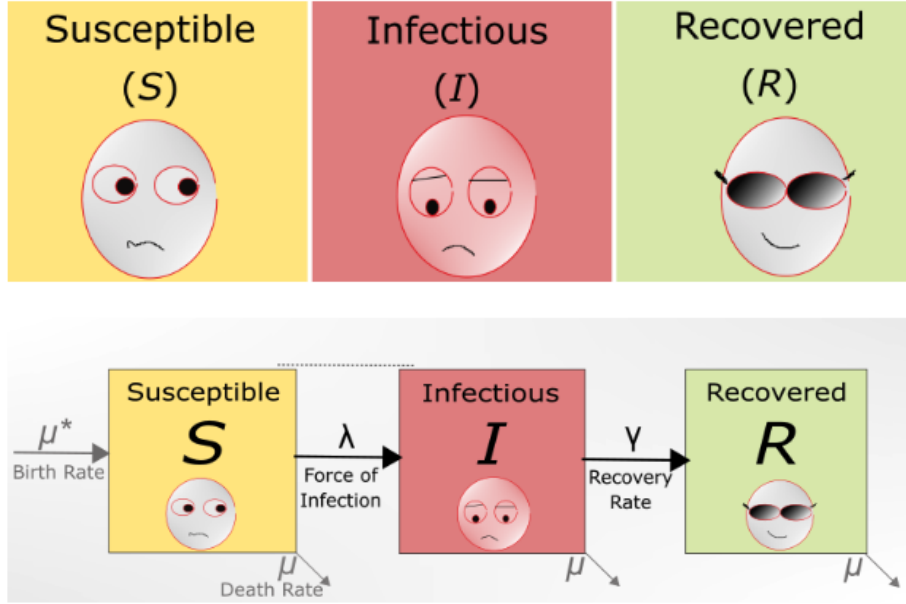 Susceptible
(S)
Infectious
(I)
Recovered
(R)
μ*
Birth Rate
Susceptible
S
λ
Force of
Infection
Infectious
I
γ
Recovery
Rate
Recovered
R
μ
Death Rate
μ
μ